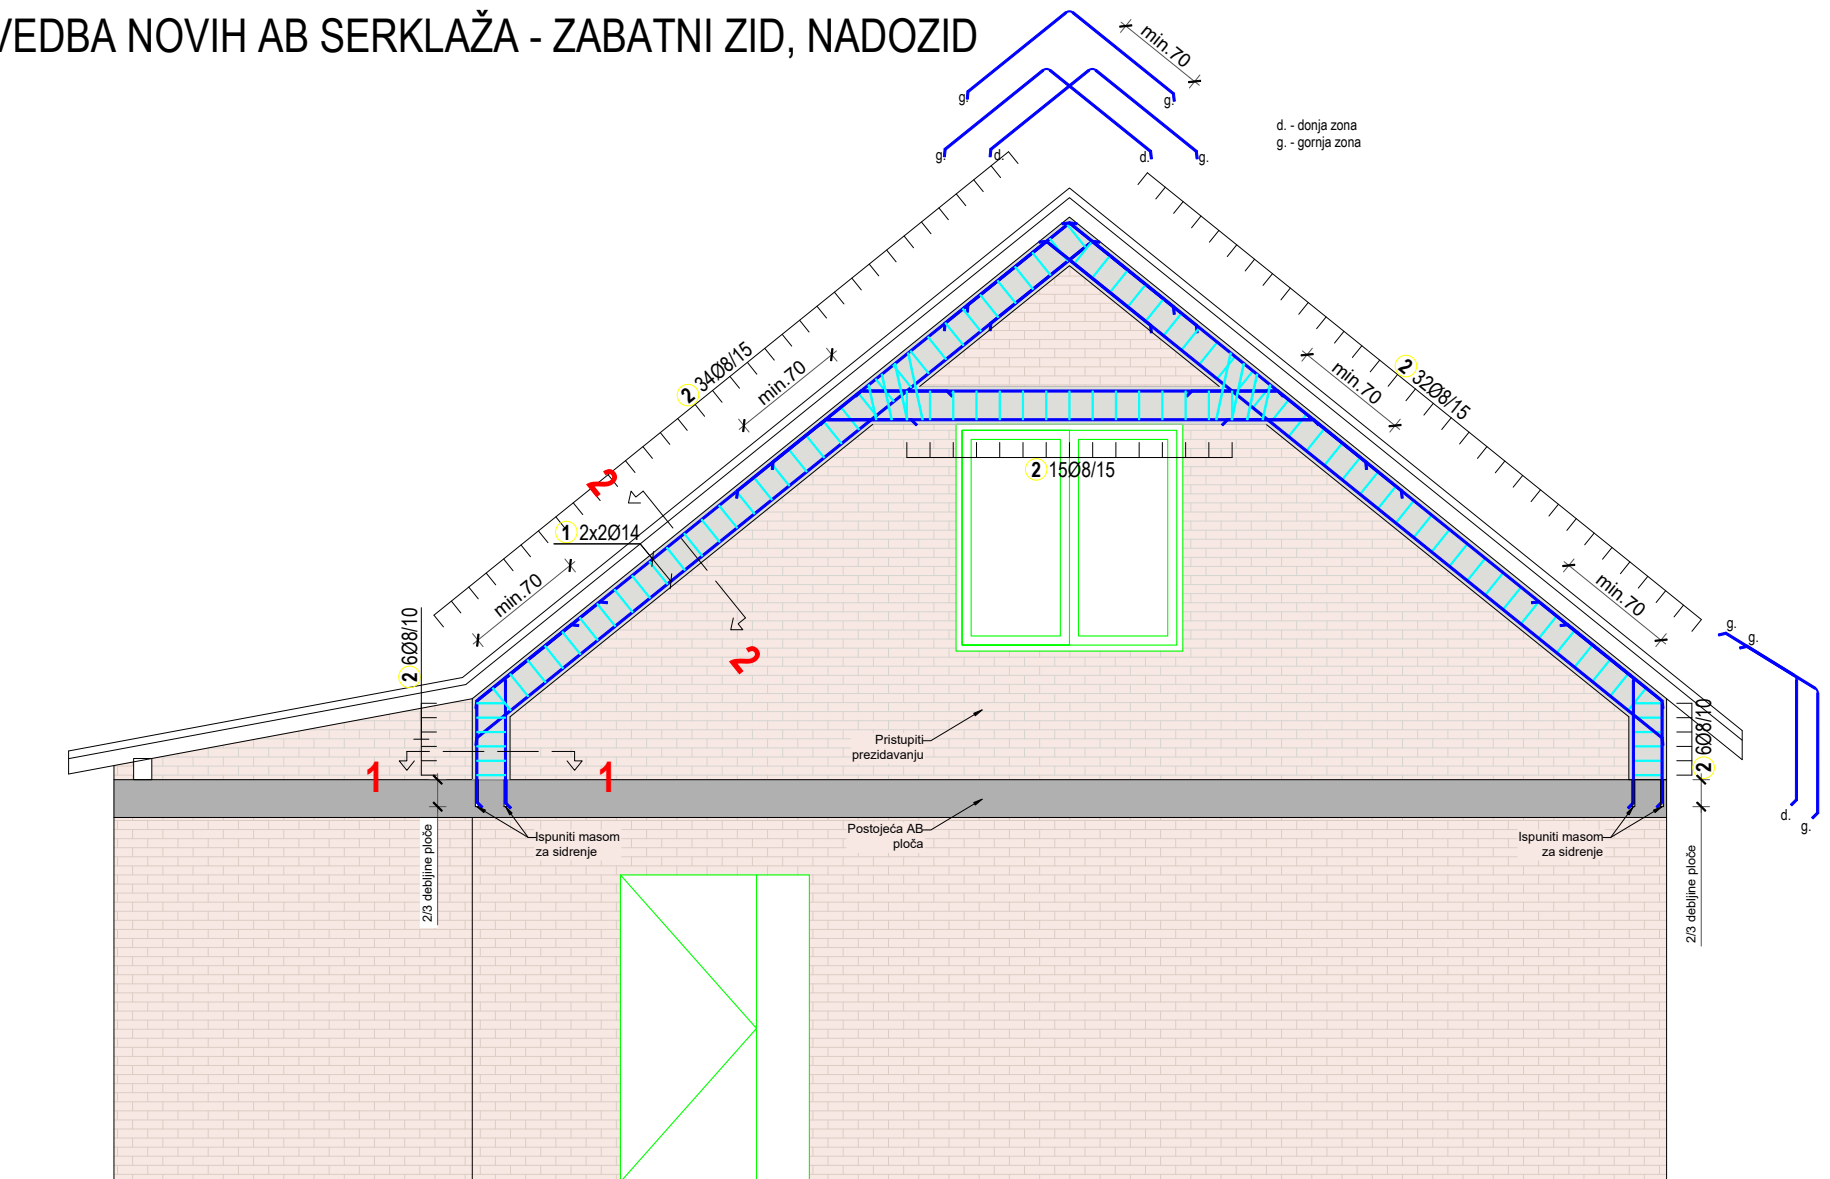 VEDBA NOVIH AB SERKLAŽA - ZABATNI ZID, NADOZID
min.70
g.
g.
g.
d.
d.
g.
d. - donja zona
g. - gornja zona
2 34Ø8/15
min.70
min.70
2 32Ø8/15
2 15Ø8/15
2
1 2x2Ø14
min.70
min.70
2
2 6Ø8/10
g.
g.
2 6Ø8/10
Pristupiti
prezidavanju
1
1
d.
g.
Ispuniti masom
za sidrenje
Postojeća AB
ploča
Ispuniti masom
za sidrenje
2/3 debljine ploče
2/3 debljine ploče